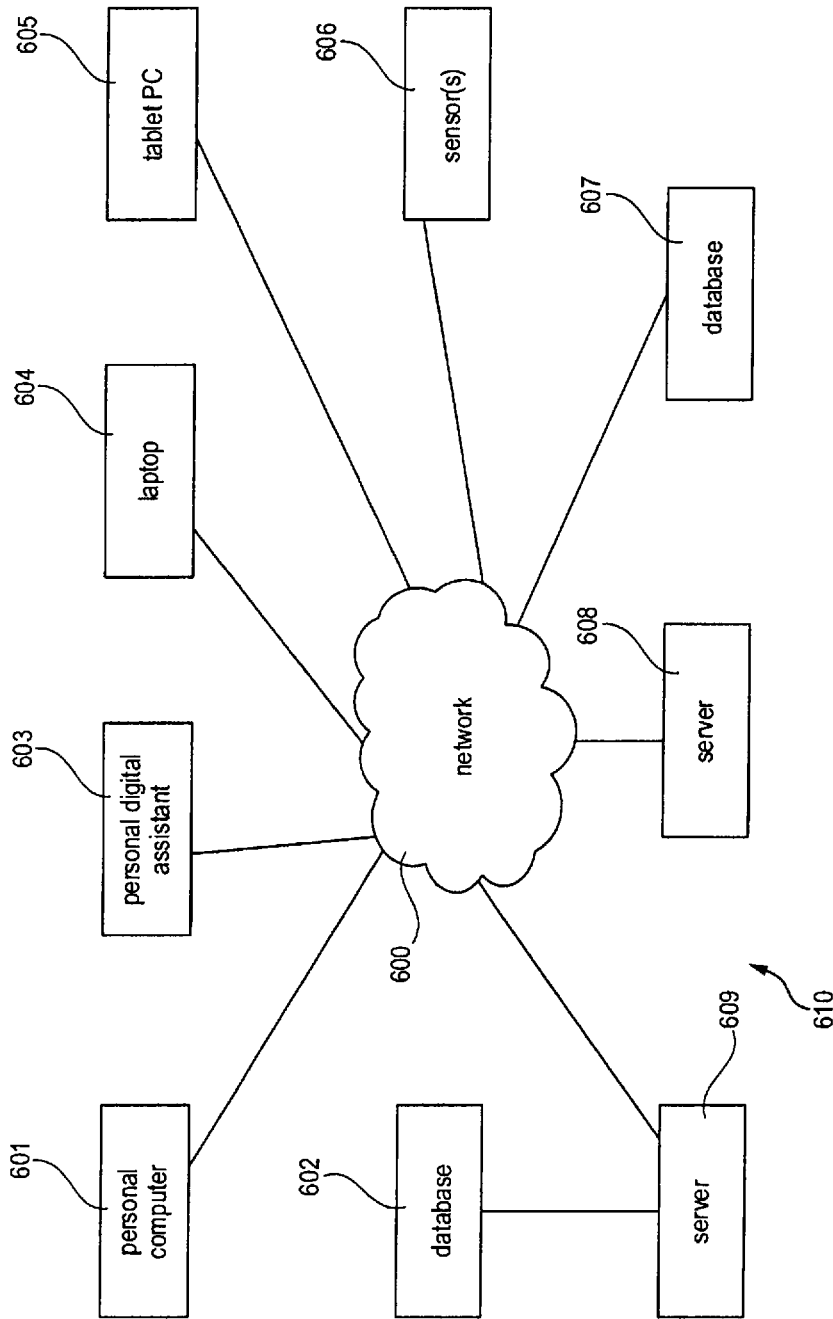 601
personal
computer
603
personal digital
assistant
604
laptop
605
tablet PC
602
database
600
network
606
sensor(s)
609
server
610
608
server
607
database